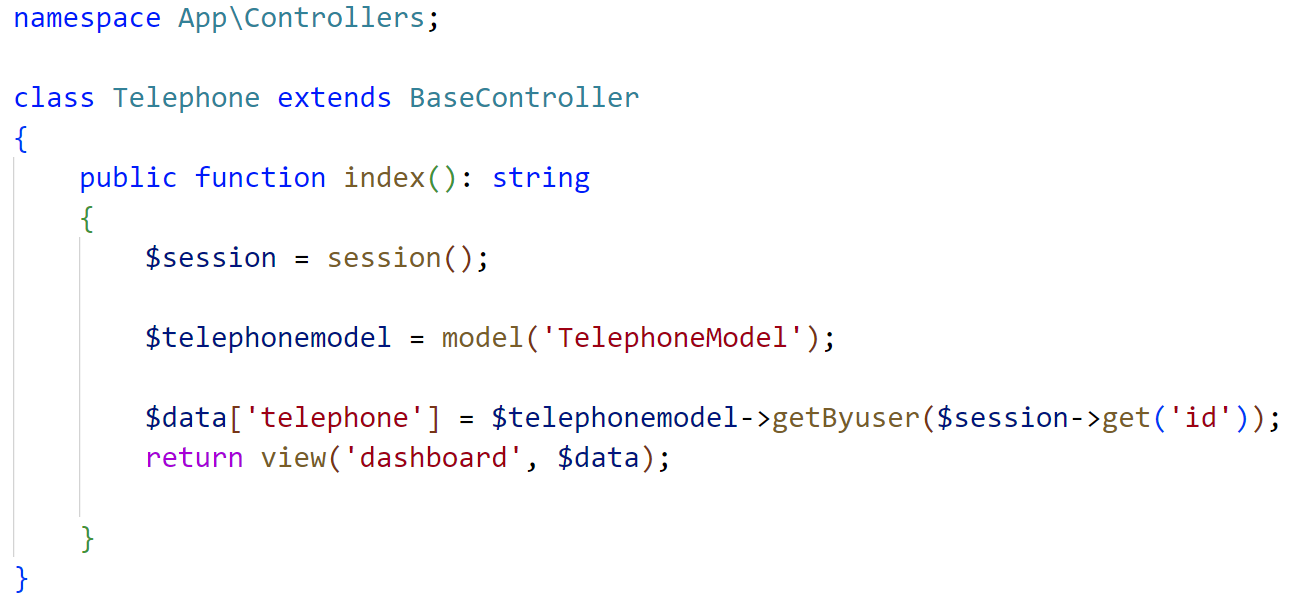 namespace App\Controllers;
class Telephone extends BaseController
{
public function index(): string
{
$session = session();
$telephonemodel = model('TelephoneModel');
$data['telephone'] = $telephonemodel->getByuser($session->get('id'));
return view('dashboard', $data);
}
}